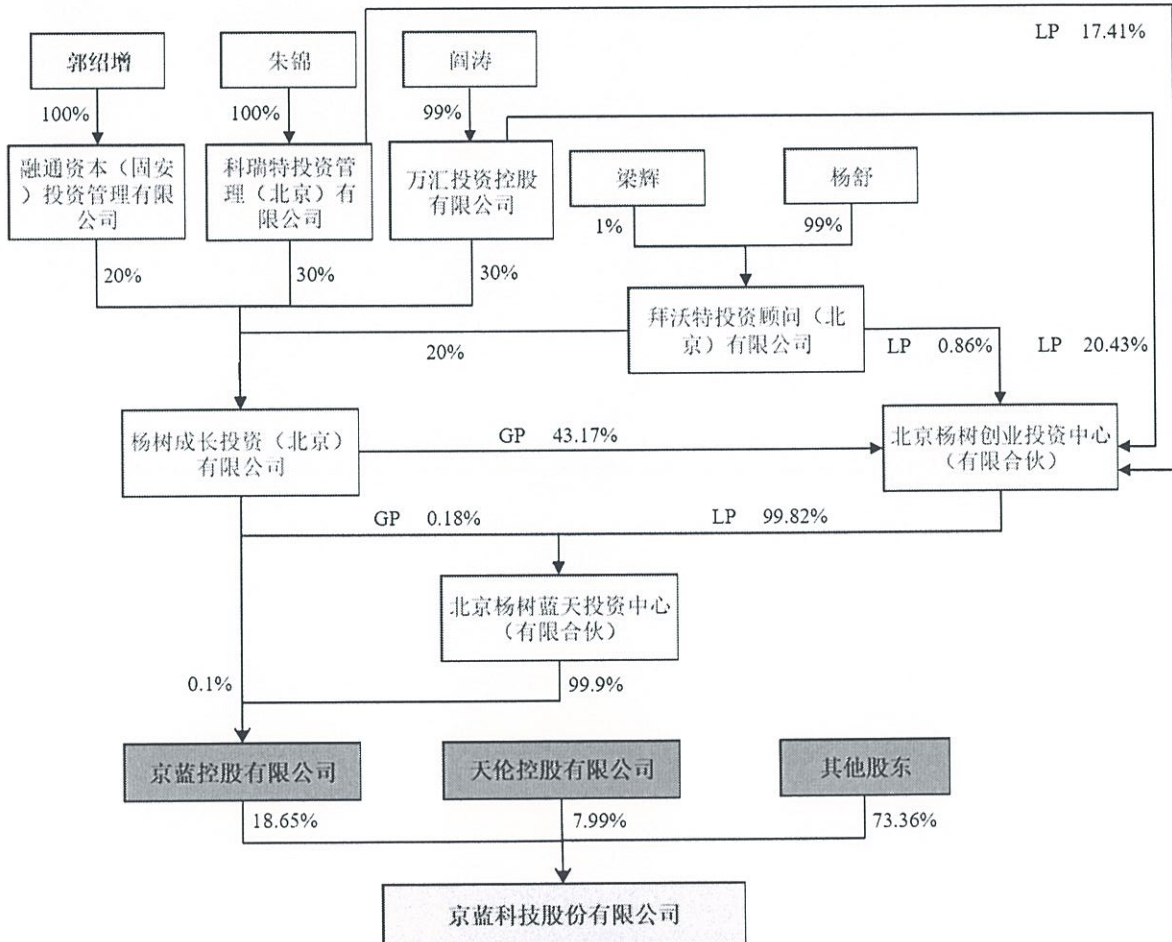 LP 17.41%
郭绍增
朱锦
阎涛
100%
100%
99%
融通资本（固安
）投资管理有限
公司
科瑞特投资管
理（北京）有
限公司
万汇投资控股
有限公司
梁辉
杨舒
1%
99%
20%
30%
30%
拜沃特投资顾问（北
京）有限公司
20%
LP 0.86%
LP 20.43%
杨树成长投资（北京）
有限公司
GP 43.17%
北京杨树创业投资中心
（有限合伙）
GP 0.18%
LP 99.82%
北京杨树蓝天投资中心
（有限合伙）
0.1%
99.9%
京蓝控股有限公司
天伦控股有限公司
其他股东
18.65%
7.99%
73.36%
京蓝科技股份有限公司